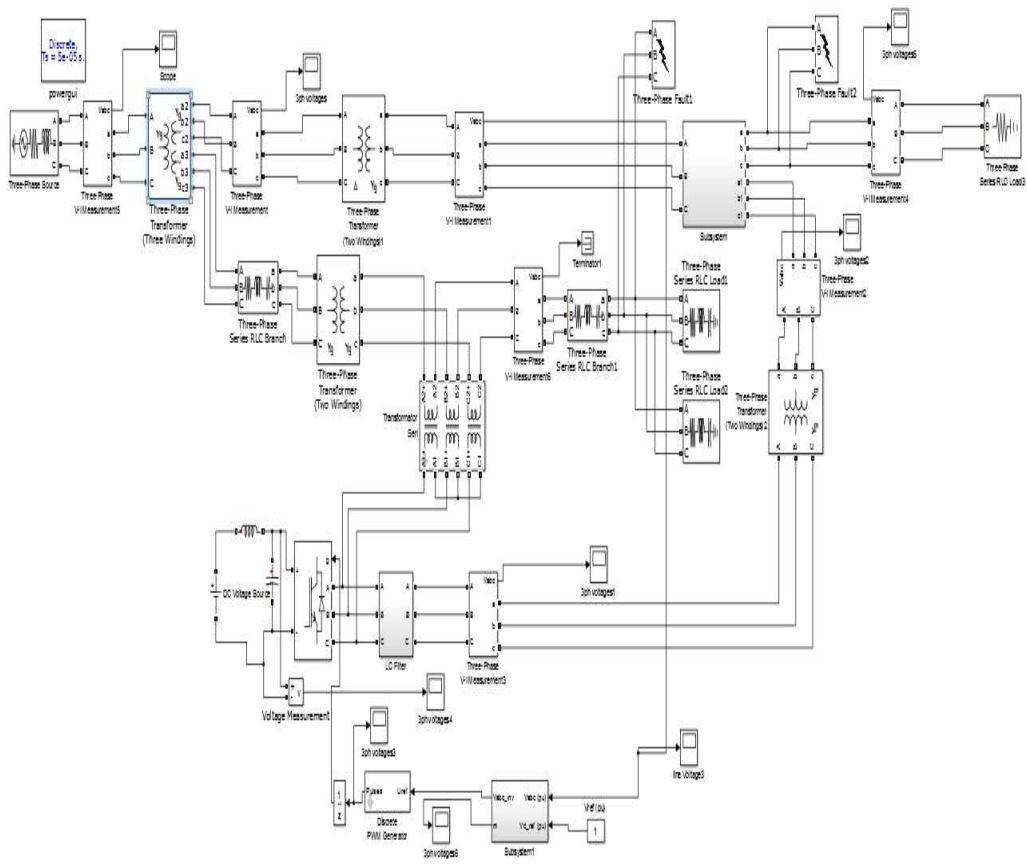 Discrete,
Ts = 5e-05 s.
powergui
Scope
3ph voltages
Three-Phase Fault1
Three-Phase Fault2
3ph voltages5
Three-Phase Source
Three-Phase
V-I Measurement5
Three-Phase
Transformer
(Three Windings)
Three-Phase
V-I Measurement
Three-Phase
Transformer
(Two Windings)1
Three-Phase
V-I Measurement1
Subsystem
Three-Phase
V-I Measurement4
Three-Phase
Series RLC Load3
3ph voltages2
Terminator1
Three-Phase
Series RLC Load1
Three-Phase
V-I Measurement2
Three-Phase
Series RLC Branch
Three-Phase
Transformer
(Two Windings)
Three-Phase
V-I Measurement6
Three-Phase
Series RLC Branch1
Three-Phase
Series RLC Load2
Transformator
Seri
Three-Phase
Transformer
(Two Windings)2
DC Voltage Source
LC Filter
Three-Phase
V-I Measurement3
3ph voltages1
Voltage Measurement
3ph voltages4
3ph voltages3
line Voltage3
Pulses Uref
Discrete
PWM Generator
Vabc_inv Vabc (pu)
m Vd_ref (pu)
Subsystem1
Vref (pu)
1
1
z
3ph voltages6